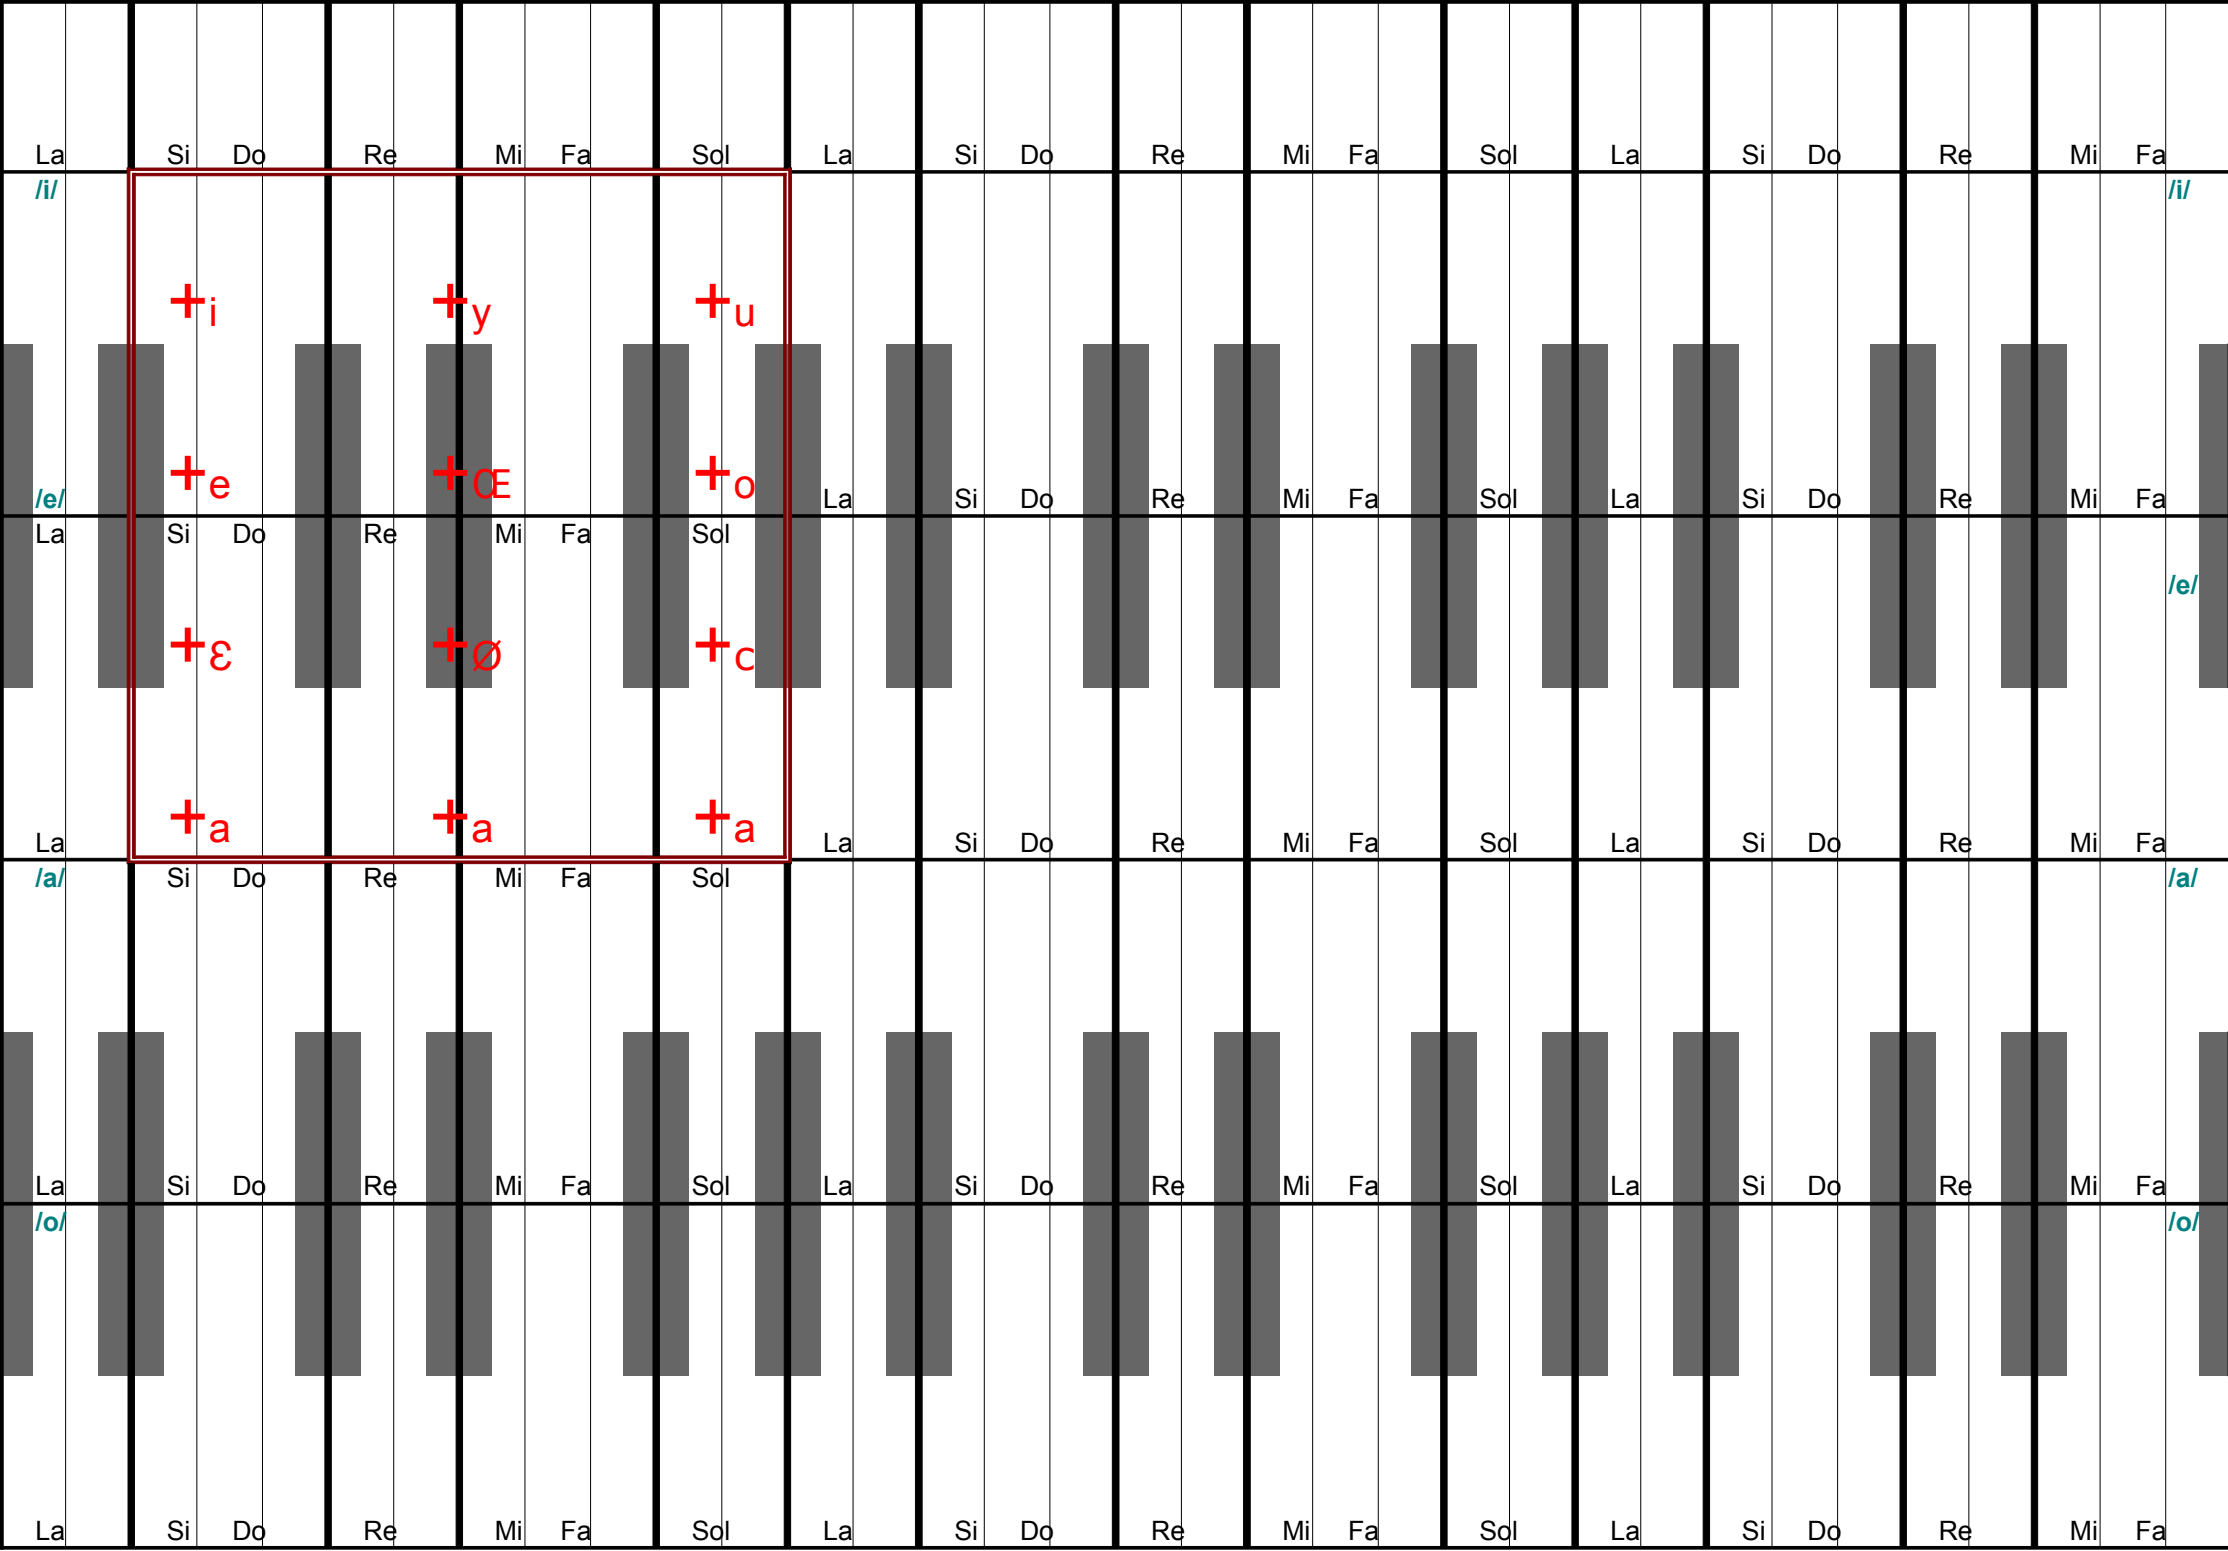 La Si Do Re Mi Fa Sol La Si Do Re Mi Fa Sol La Si Do Re Mi Fa
/i/ /i/
i y u
e Œ o
/e/ La Si Do Re Mi Fa Sol La Si Do Re Mi Fa
La Si Do Re Mi Fa Sol
/e/
ɛ Ø ɔ
a a a
La La Si Do Re Mi Fa Sol La Si Do Re Mi Fa
/a/ Si Do Re Mi Fa Sol /a/
La Si Do Re Mi Fa Sol La Si Do Re Mi Fa Sol La Si Do Re Mi Fa
/o/ /o/
La Si Do Re Mi Fa Sol La Si Do Re Mi Fa Sol La Si Do Re Mi Fa